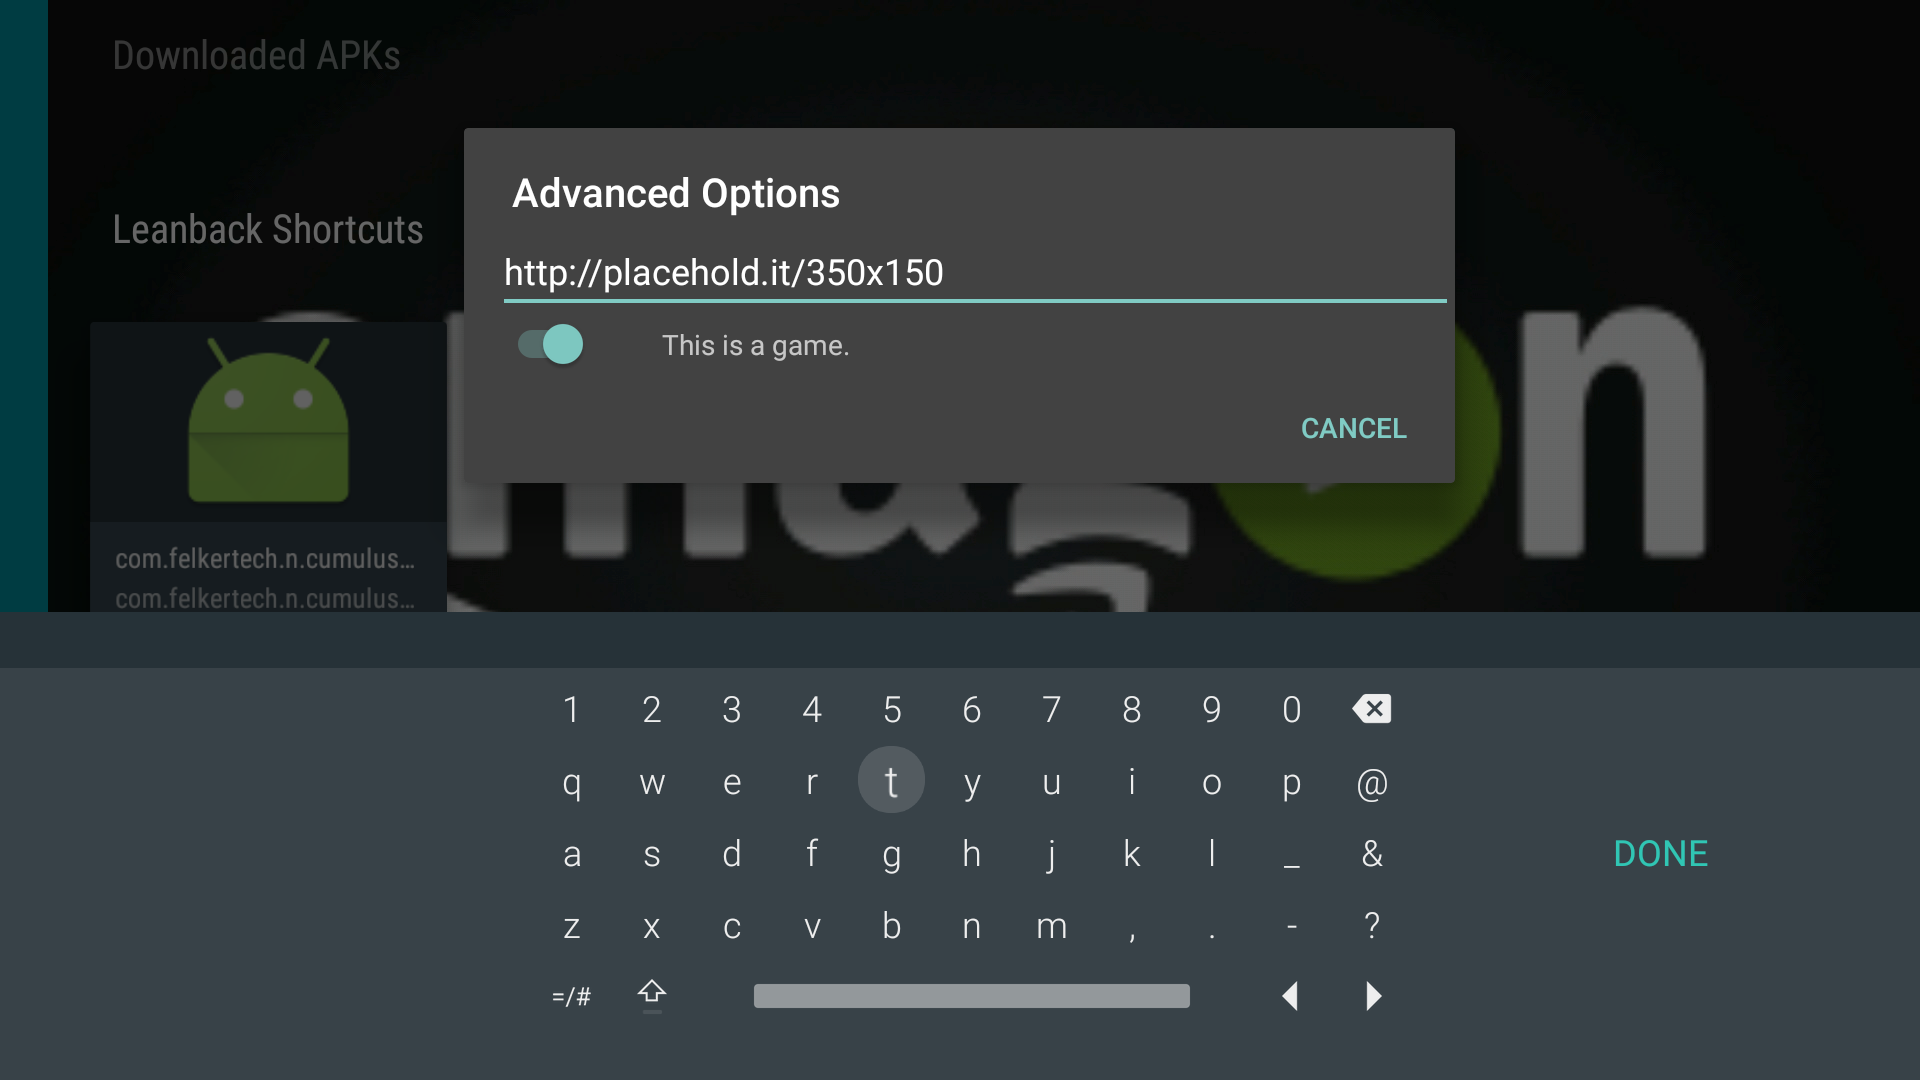 Downloaded APKs
Advanced Options
Leanback Shortcuts
http://placehold.it/350x150
This is a game.
CANCEL
com.felkertech.n.cumulus...
com.felkertech.n.cumulus...
1 2 3 4 5 6 7 8 9 0
q w e r t y u i o p @
a s d f g h j k l _ &
DONE
z x c v b n m , . - ?
=/#